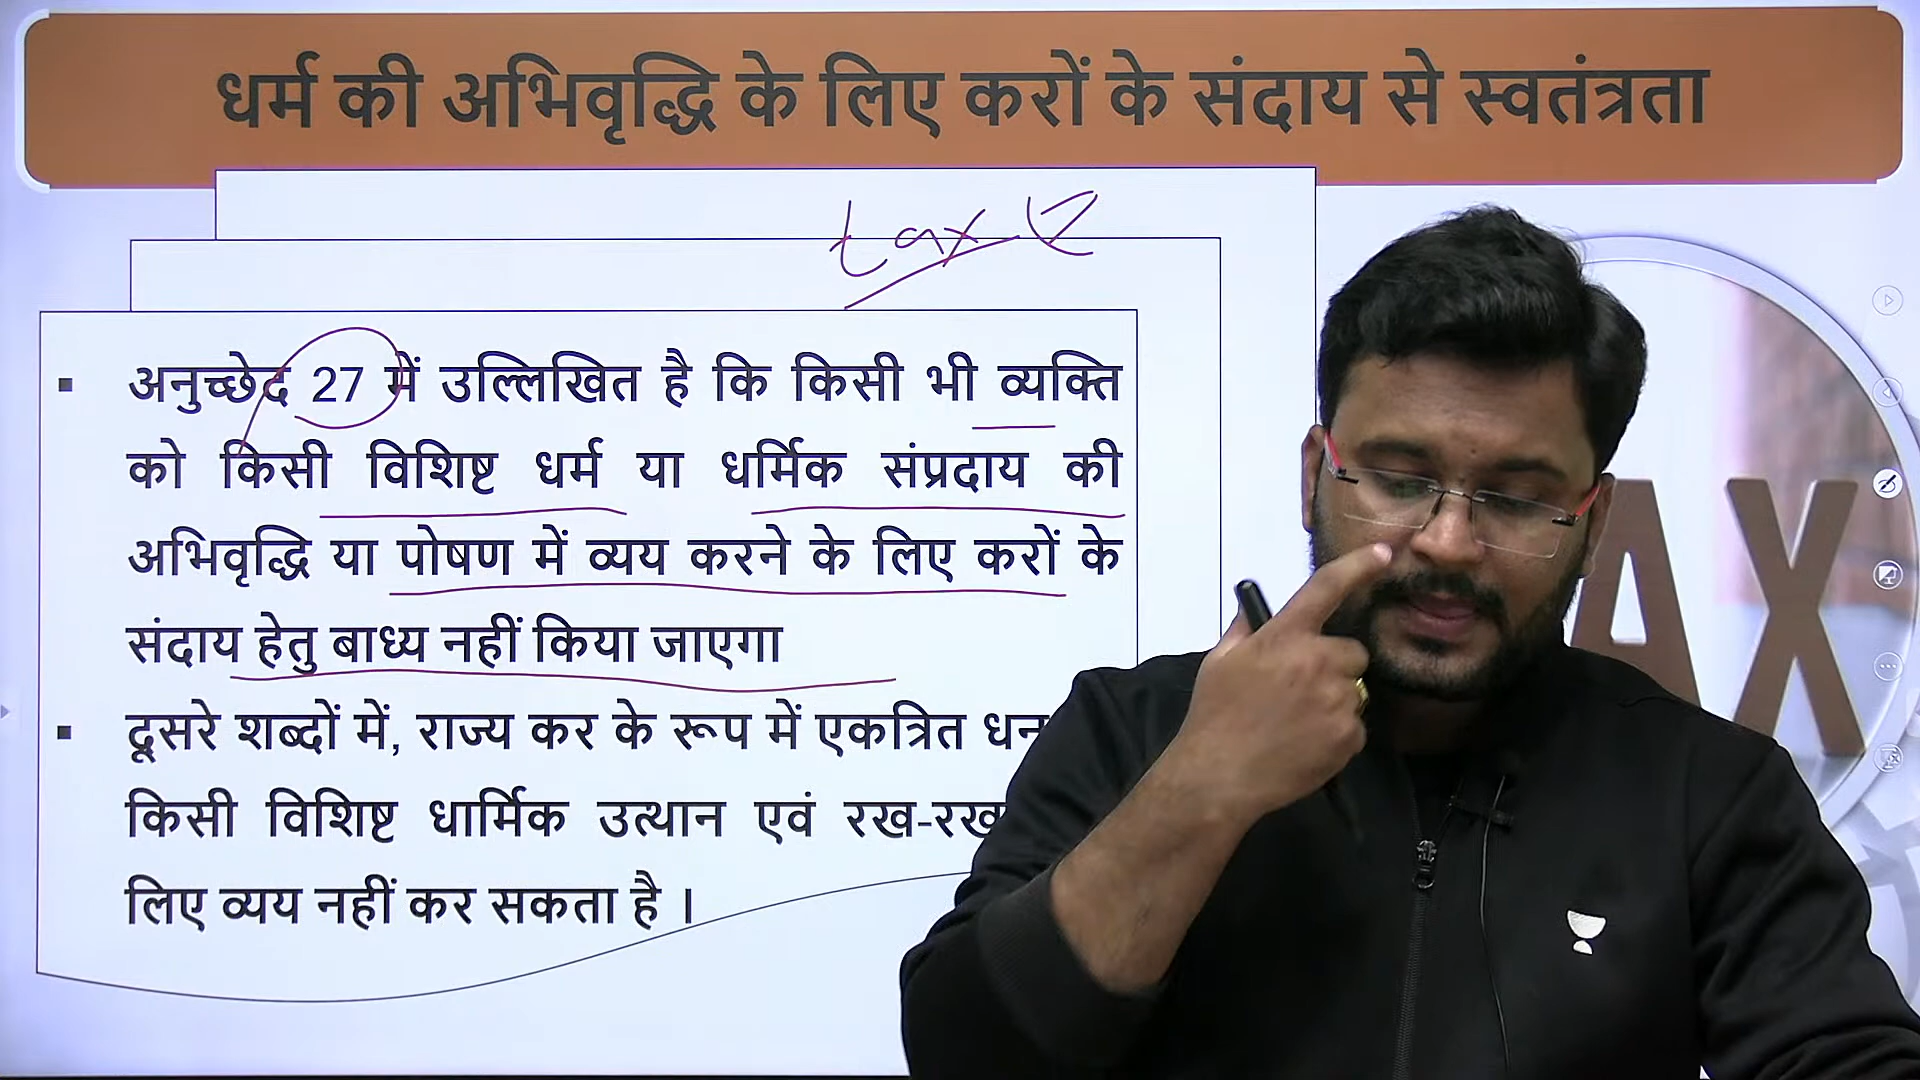 धर्म की अभिवृद्धि के लिए करों के संदाय से स्वतंत्रता
tax
▪ अनुच्छेद 27 में उल्लिखित है कि किसी भी व्यक्ति
को किसी विशिष्ट धर्म या धर्मिक संप्रदाय की
अभिवृद्धि या पोषण में व्यय करने के लिए करों के
संदाय हेतु बाध्य नहीं किया जाएगा
▪ दूसरे शब्दों में, राज्य कर के रूप में एकत्रित धन
किसी विशिष्ट धार्मिक उत्थान एवं रख-रख
लिए व्यय नहीं कर सकता है ।
AX